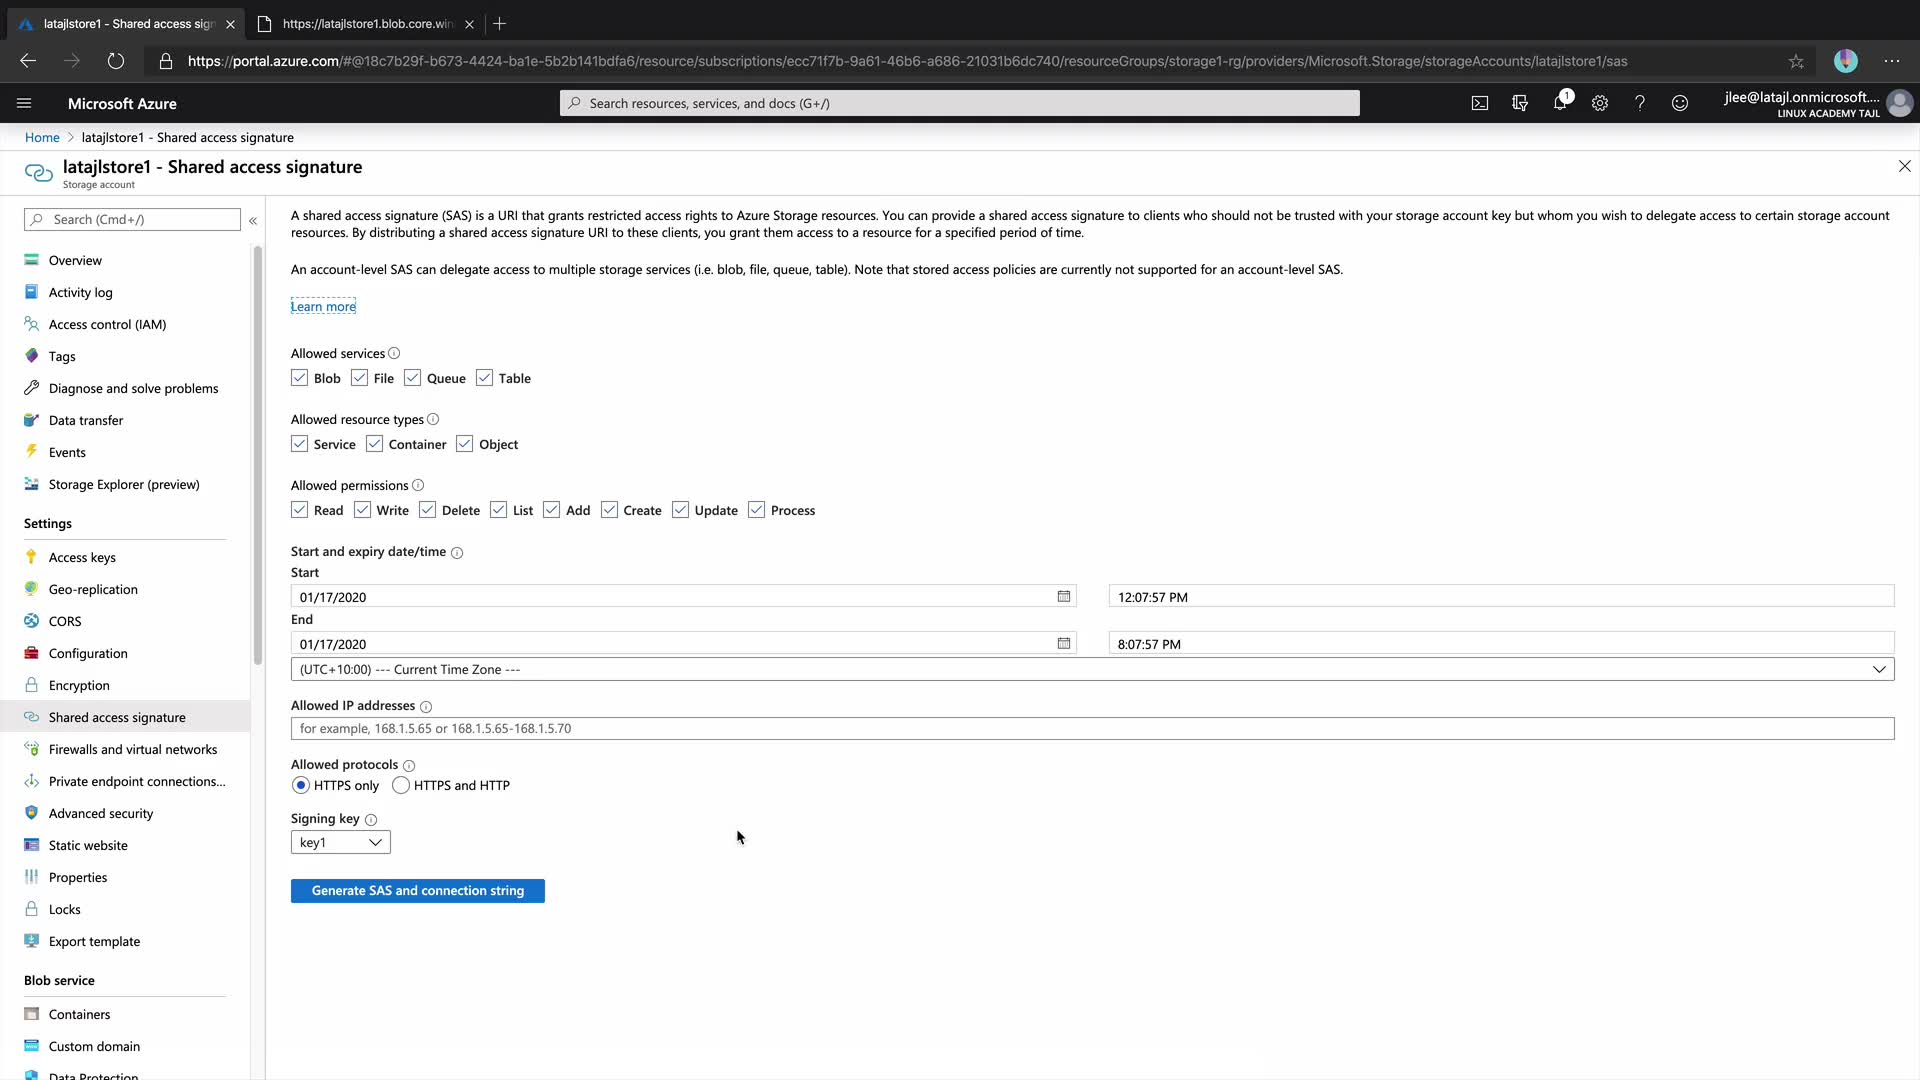 latajlstore1 - Shared access sign
https://latajlstore1.blob.core.win
https://portal.azure.com/#@18c7b29f-b673-4424-ba1e-5b2b141bdfa6/resource/subscriptions/ecc71f7b-9a61-46b6-a686-21031b6dc740/resourceGroups/storage1-rg/providers/Microsoft.Storage/storageAccounts/latajlstore1/sas
Microsoft Azure
Search resources, services, and docs (G+/)
1
jlee@latajl.onmicrosoft....
LINUX ACADEMY TAJL
Home > latajlstore1 - Shared access signature
latajlstore1 - Shared access signature
Storage account
Search (Cmd+/)
Overview
Activity log
Access control (IAM)
Tags
Diagnose and solve problems
Data transfer
Events
Storage Explorer (preview)
Settings
Access keys
Geo-replication
CORS
Configuration
Encryption
Shared access signature
Firewalls and virtual networks
Private endpoint connections...
Advanced security
Static website
Properties
Locks
Export template
Blob service
Containers
Custom domain
Data Protection
A shared access signature (SAS) is a URI that grants restricted access rights to Azure Storage resources. You can provide a shared access signature to clients who should not be trusted with your storage account key but whom you wish to delegate access to certain storage account
resources. By distributing a shared access signature URI to these clients, you grant them access to a resource for a specified period of time.
An account-level SAS can delegate access to multiple storage services (i.e. blob, file, queue, table). Note that stored access policies are currently not supported for an account-level SAS.
Learn more
Allowed services
Blob File Queue Table
Allowed resource types
Service Container Object
Allowed permissions
Read Write Delete List Add Create Update Process
Start and expiry date/time
Start
01/17/2020 12:07:57 PM
End
01/17/2020 8:07:57 PM
(UTC+10:00) --- Current Time Zone ---
Allowed IP addresses
for example, 168.1.5.65 or 168.1.5.65-168.1.5.70
Allowed protocols
HTTPS only HTTPS and HTTP
Signing key
key1
Generate SAS and connection string